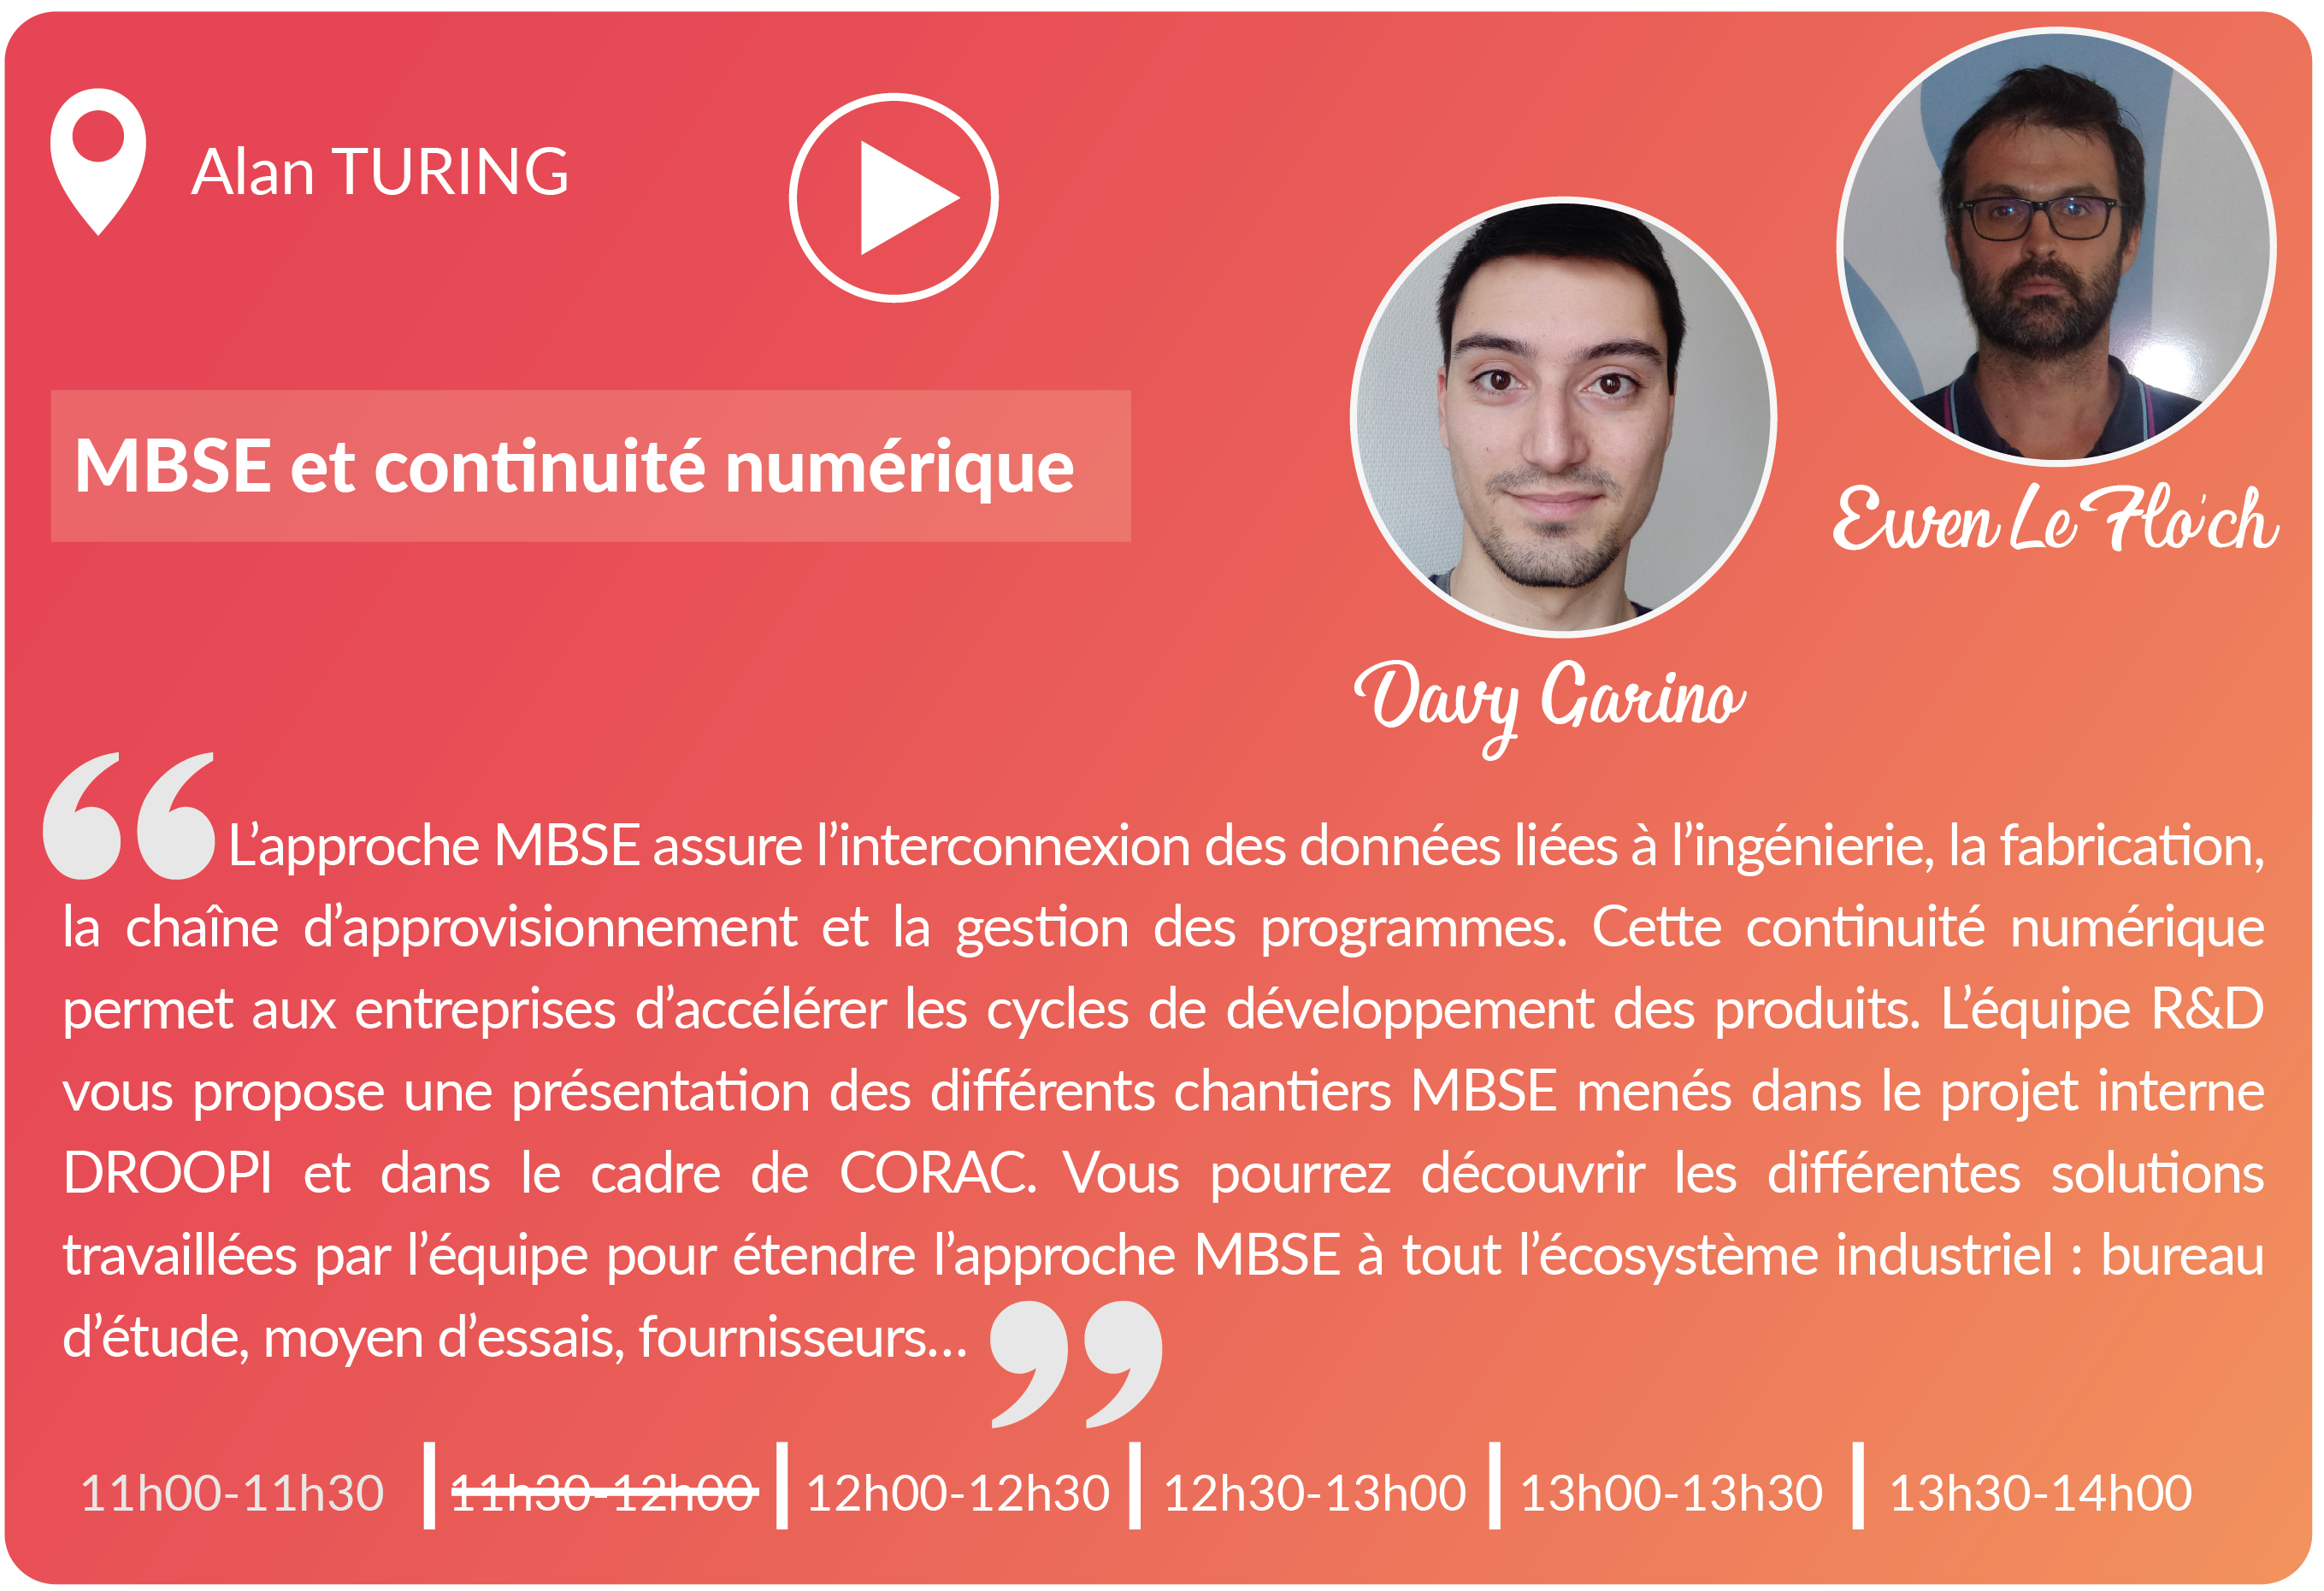 Alan TURING
MBSE et continuité numérique
Ewen Le Flo'ch
Davy Garino
“L’approche MBSE assure l’interconnexion des données liées à l’ingénierie, la fabrication,
la chaîne d’approvisionnement et la gestion des programmes. Cette continuité numérique
permet aux entreprises d’accélérer les cycles de développement des produits. L’équipe R&D
vous propose une présentation des différents chantiers MBSE menés dans le projet interne
DROOPI et dans le cadre de CORAC. Vous pourrez découvrir les différentes solutions
travaillées par l’équipe pour étendre l’approche MBSE à tout l’écosystème industriel : bureau
d’étude, moyen d’essais, fournisseurs… ”
11h00-11h30 | 11h30-12h00 | 12h00-12h30 | 12h30-13h00 | 13h00-13h30 | 13h30-14h00